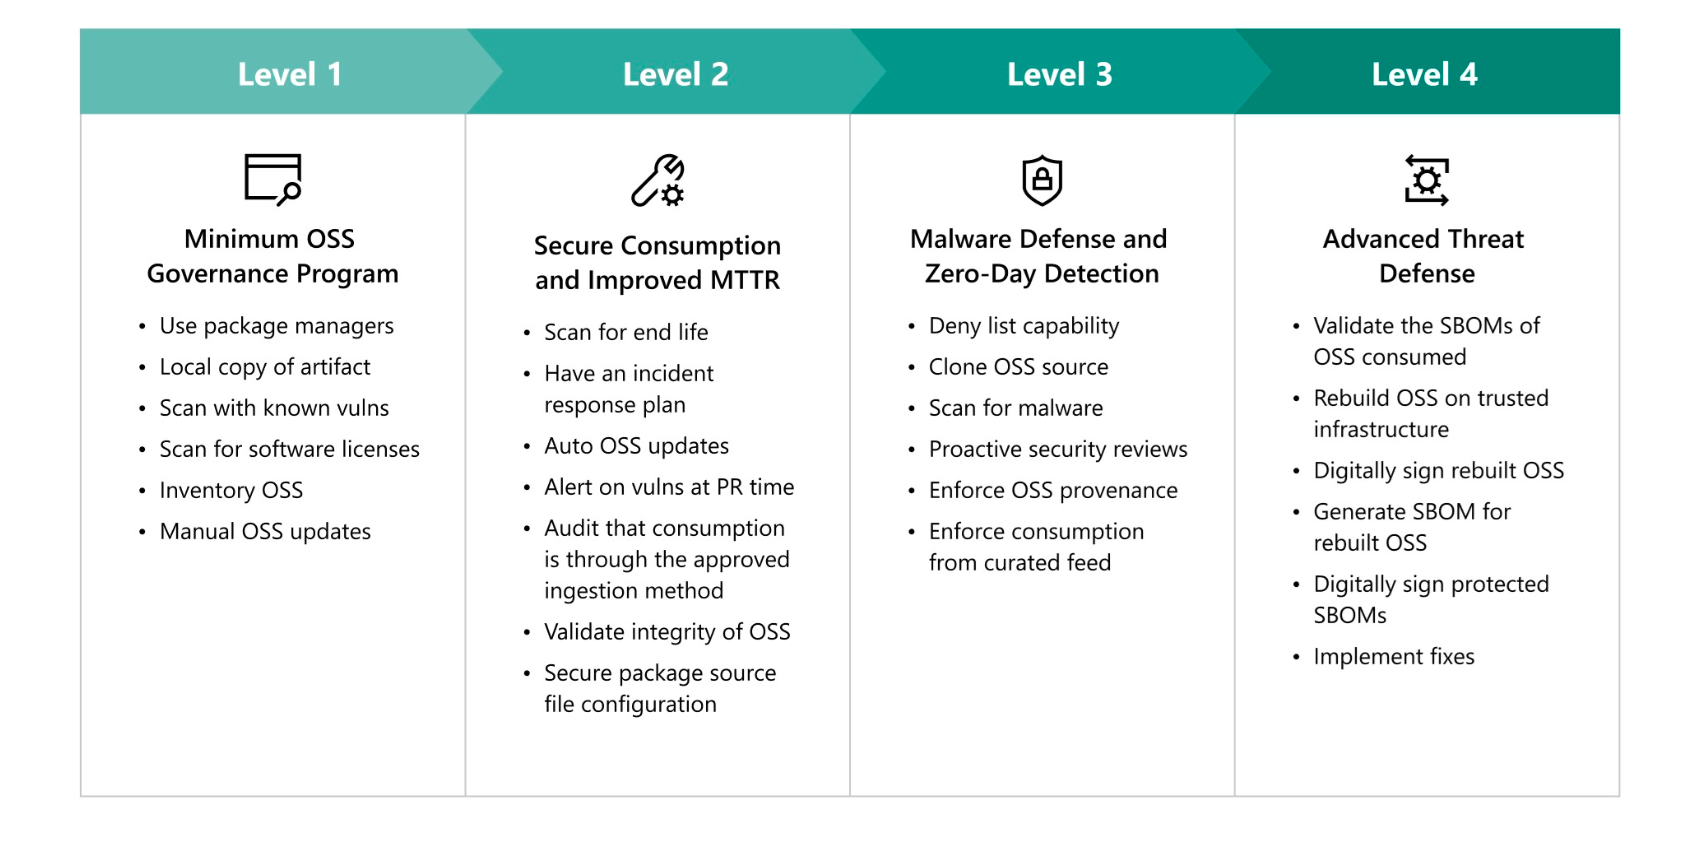 Level 1
Level 2
Level 3
Level 4
Minimum OSS
Governance Program
• Use package managers
• Local copy of artifact
• Scan with known vulns
• Scan for software licenses
• Inventory OSS
• Manual OSS updates
Secure Consumption
and Improved MTTR
• Scan for end life
• Have an incident
response plan
• Auto OSS updates
• Alert on vulns at PR time
• Audit that consumption
is through the approved
ingestion method
• Validate integrity of OSS
• Secure package source
file configuration
Malware Defense and
Zero-Day Detection
• Deny list capability
• Clone OSS source
• Scan for malware
• Proactive security reviews
• Enforce OSS provenance
• Enforce consumption
from curated feed
Advanced Threat
Defense
• Validate the SBOMs of
OSS consumed
• Rebuild OSS on trusted
infrastructure
• Digitally sign rebuilt OSS
• Generate SBOM for
rebuilt OSS
• Digitally sign protected
SBOMs
• Implement fixes